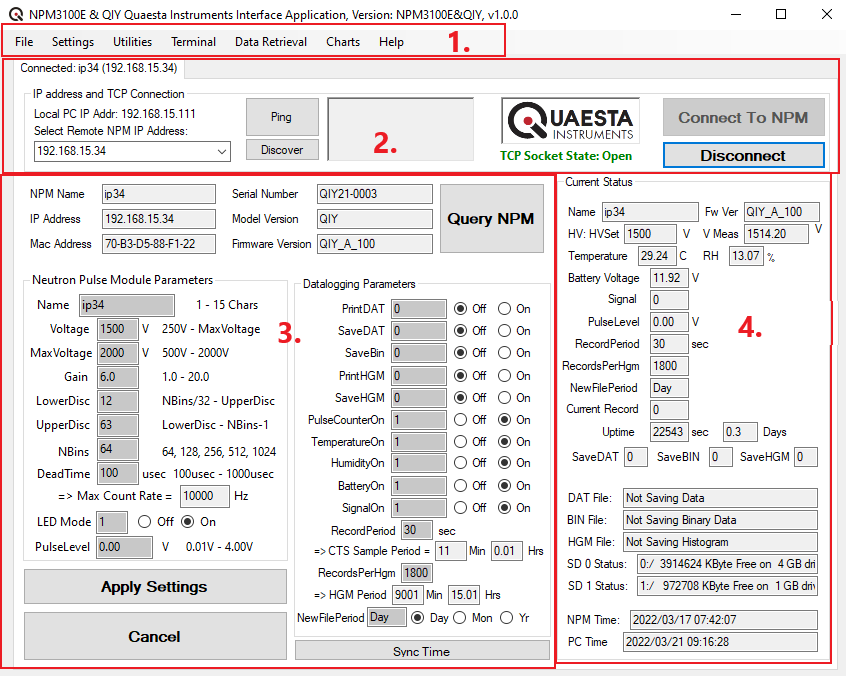 NPM3100E & QIY Quaesta Instruments Interface Application, Version: NPM3100E&QIY, v1.0.0
File Settings Utilities Terminal Data Retrieval Charts Help 1.
Connected: ip34 (192.168.15.34)
IP address and TCP Connection
Local PC IP Addr: 192.168.15.111
Select Remote NPM IP Address:
192.168.15.34
Ping
Discover
2.
QUAESTA
INSTRUMENTS
TCP Socket State: Open
Connect To NPM
Disconnect
NPM Name ip34 Serial Number QIY21-0003
IP Address 192.168.15.34 Model Version QIY
Mac Address 70-B3-D5-88-F1-22 Firmware Version QIY_A_100
Query NPM
Neutron Pulse Module Parameters
Name ip34 1 - 15 Chars
Voltage 1500 V 250V - MaxVoltage
MaxVoltage 2000 V 500V - 2000V
Gain 6.0 1.0 - 20.0
LowerDisc 12 NBins/32 - UpperDisc
UpperDisc 63 LowerDisc - NBins-1
NBins 64 64, 128, 256, 512, 1024
DeadTime 100 usec 100usec - 1000usec
=> Max Count Rate = 10000 Hz
LED Mode 1 Off On
PulseLevel 0.00 V 0.01V - 4.00V
Apply Settings
Cancel
3.
Datalogging Parameters
PrintDAT 0 Off On
SaveDAT 0 Off On
SaveBin 0 Off On
PrintHGM 0 Off On
SaveHGM 0 Off On
PulseCounterOn 1 Off On
TemperatureOn 1 Off On
HumidityOn 1 Off On
BatteryOn 1 Off On
SignalOn 1 Off On
RecordPeriod 30 sec
=> CTS Sample Period = 11 Min 0.01 Hrs
RecordsPerHgm 1800
=> HGM Period 9001 Min 15.01 Hrs
NewFilePeriod Day Day Mon Yr
Sync Time
Current Status
Name ip34 Fw Ver QIY_A_100
HV: HVSet 1500 V V Meas 1514.20 V
Temperature 29.24 C RH 13.07 %
Battery Voltage 11.92 V
Signal 0
PulseLevel 0.00 V
4.
RecordPeriod 30 sec
RecordsPerHgm 1800
NewFilePeriod Day
Current Record 0
Uptime 22543 sec 0.3 Days
SaveDAT 0 SaveBIN 0 SaveHGM 0
DAT File: Not Saving Data
BIN File: Not Saving Binary Data
HGM File: Not Saving Histogram
SD 0 Status: 0:/ 3914624 KByte Free on 4 GB dri
SD 1 Status: 1:/ 972708 KByte Free on 1 GB dri
NPM Time: 2022/03/17 07:42:07
PC Time 2022/03/21 09:16:28